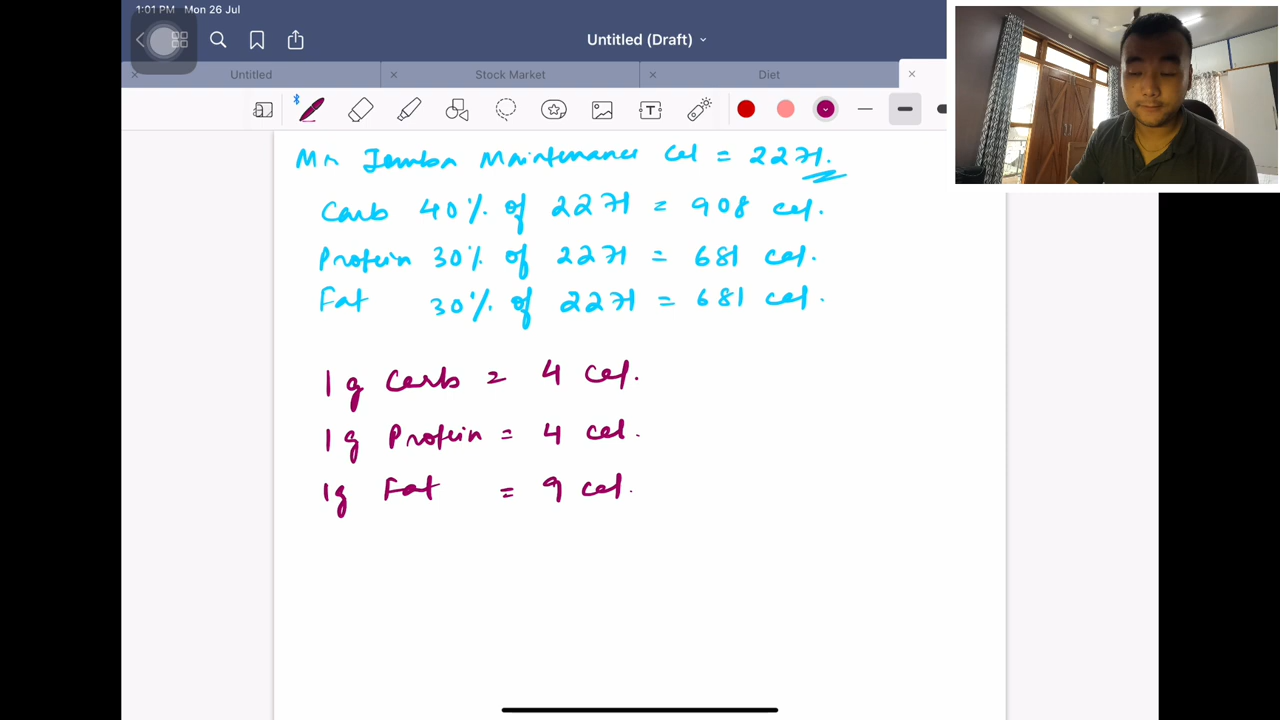 1:01 PM Mon 26 Jul
Untitled (Draft)
Untitled
Stock Market
Diet
T
Mr Jemba Maintenance Cal = 2271.
Carb 40% of 2271 = 908 cal.
Protein 30% of 2271 = 681 cal.
Fat 30% of 2271 = 681 cal.
1g Carb = 4 cal.
1g Protein = 4 cal.
1g Fat = 9 cal.